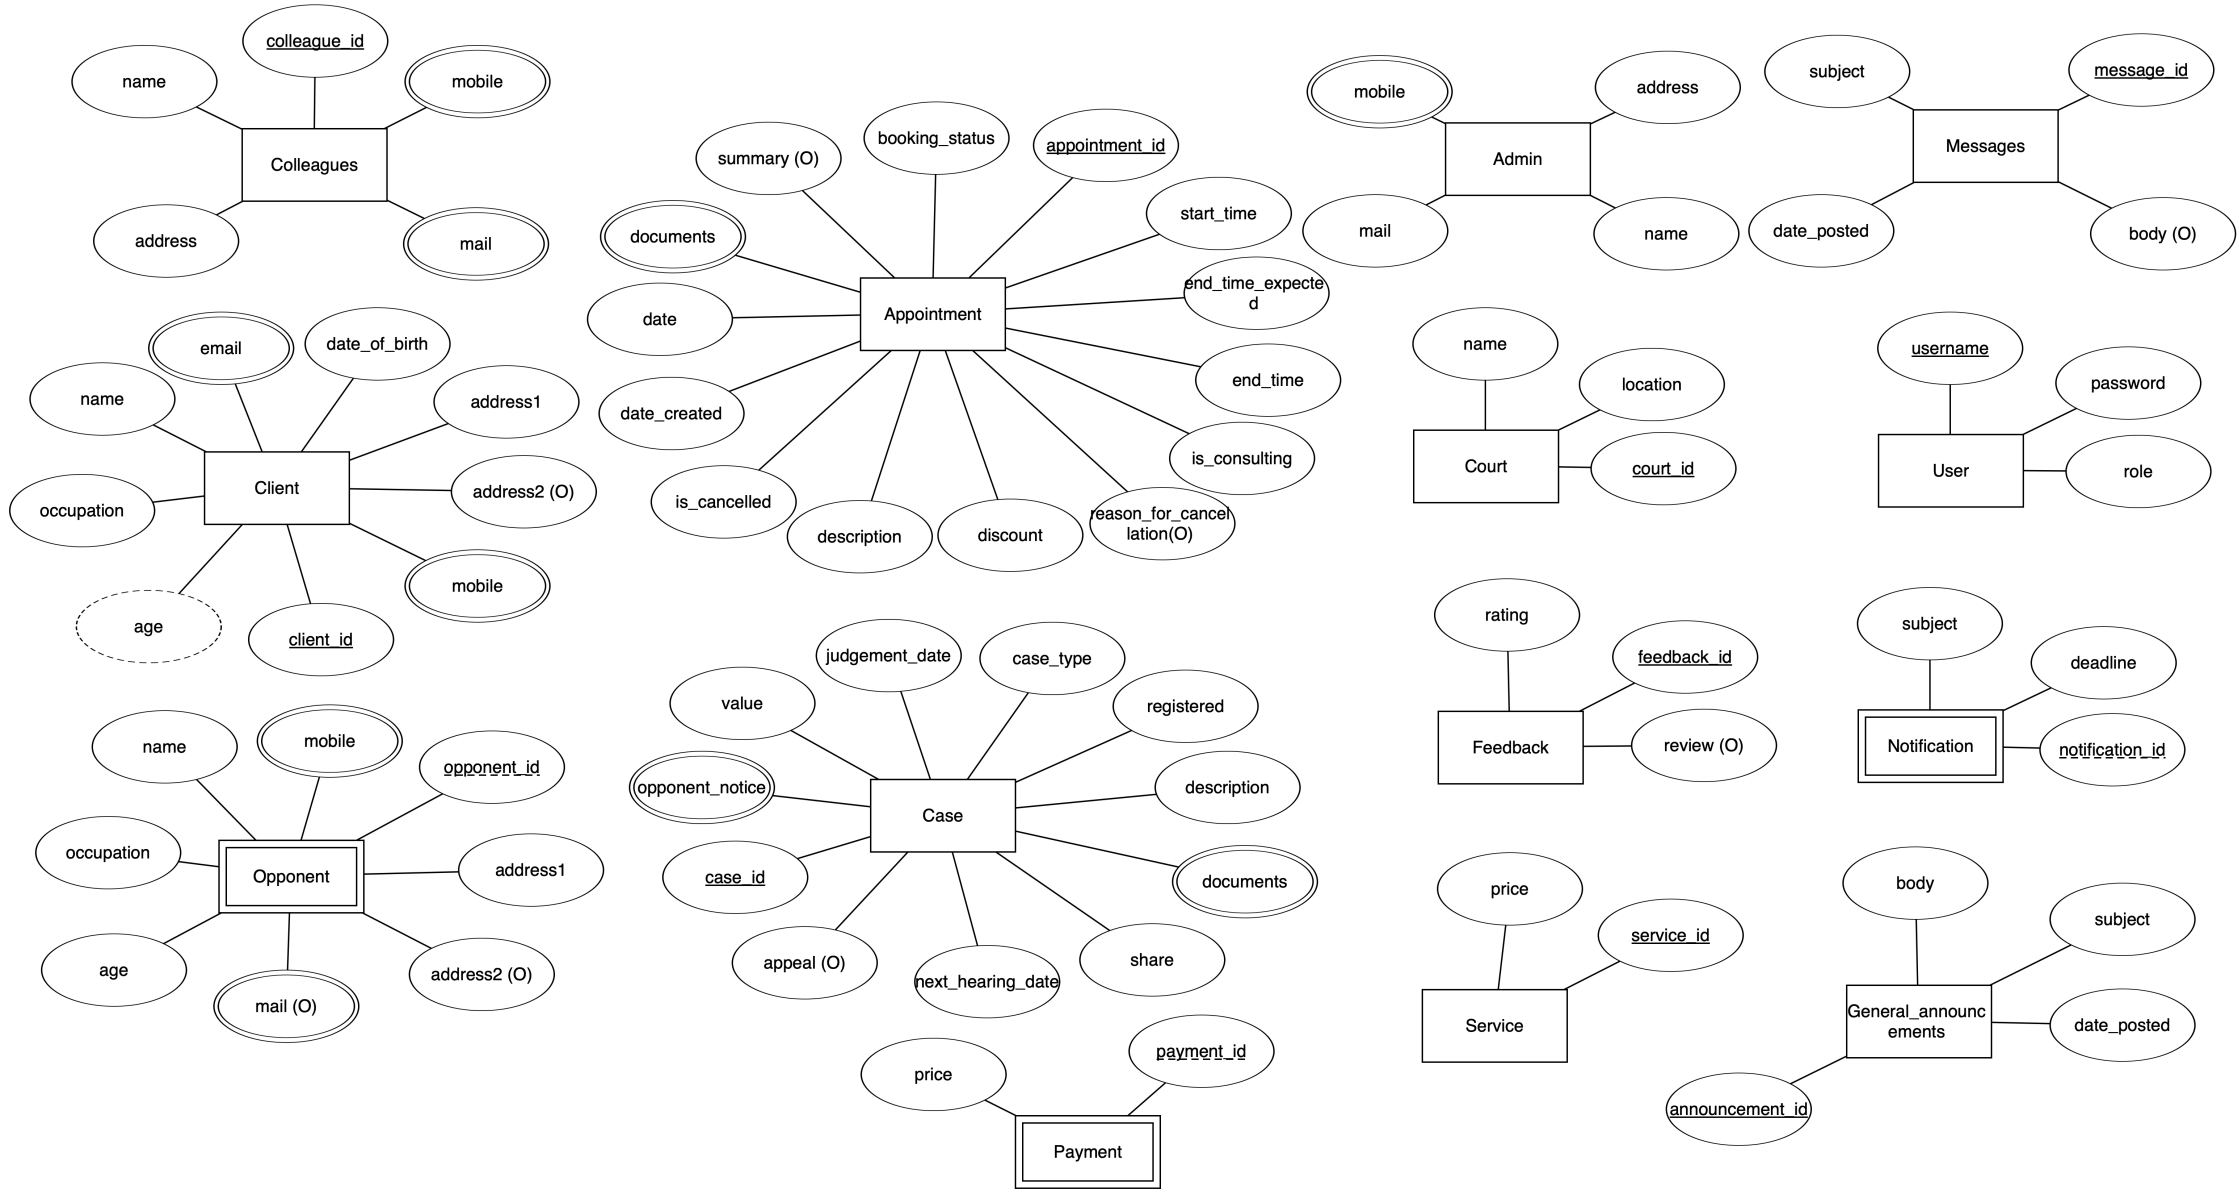 colleague_id
name
mobile
Colleagues
address
mail
email
date_of_birth
name
address1
Client
occupation
address2 (O)
mobile
age
client_id
name
mobile
opponent_id
occupation
Opponent
address1
age
mail (O)
address2 (O)
summary (O)
booking_status
appointment_id
documents
start_time
date
Appointment
end_time_expecte
d
date_created
end_time
is_cancelled
is_consulting
description
discount
reason_for_cancel
lation(O)
judgement_date
case_type
value
registered
opponent_notice
Case
description
case_id
documents
appeal (O)
next_hearing_date
share
price
payment_id
Payment
mobile
address
Admin
mail
name
subject
message_id
Messages
date_posted
body (O)
name
location
Court
court_id
username
password
User
role
rating
feedback_id
Feedback
review (O)
subject
deadline
Notification
notification_id
price
service_id
Service
body
subject
General_announc
ements
date_posted
announcement_id